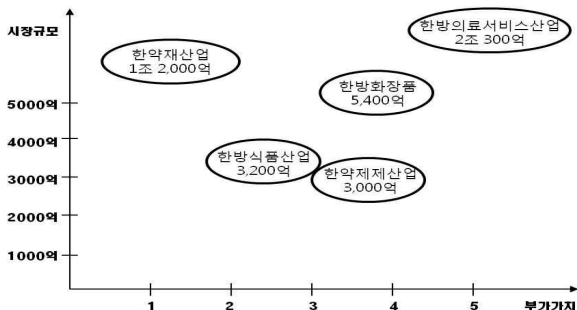 시장규모
한방의료서비스산업
2조 300억
한약재산업
1조 2,000억
한방화장품
5,400억
5000억
4000억
한방식품산업
3,200억
한약제제산업
3,000억
3000억
2000억
1000억
1 2 3 4 5 부가가치